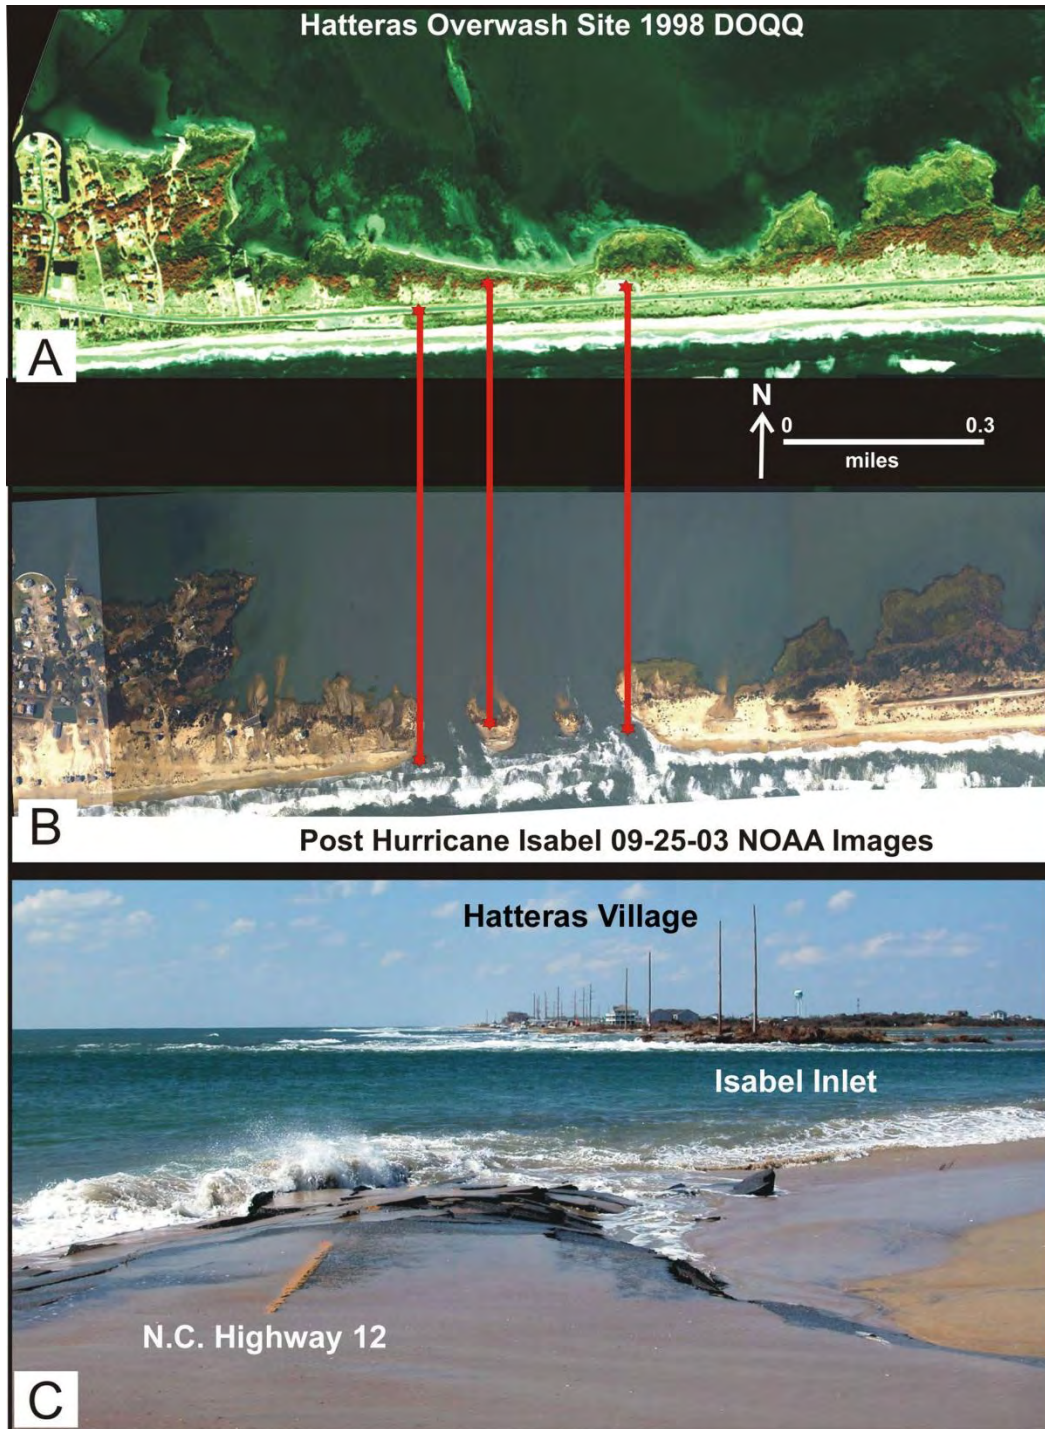 Hatteras Overwash Site 1998 DOQQ
A
N
0 0.3
miles
B
Post Hurricane Isabel 09-25-03 NOAA Images
Hatteras Village
Isabel Inlet
N.C. Highway 12
C